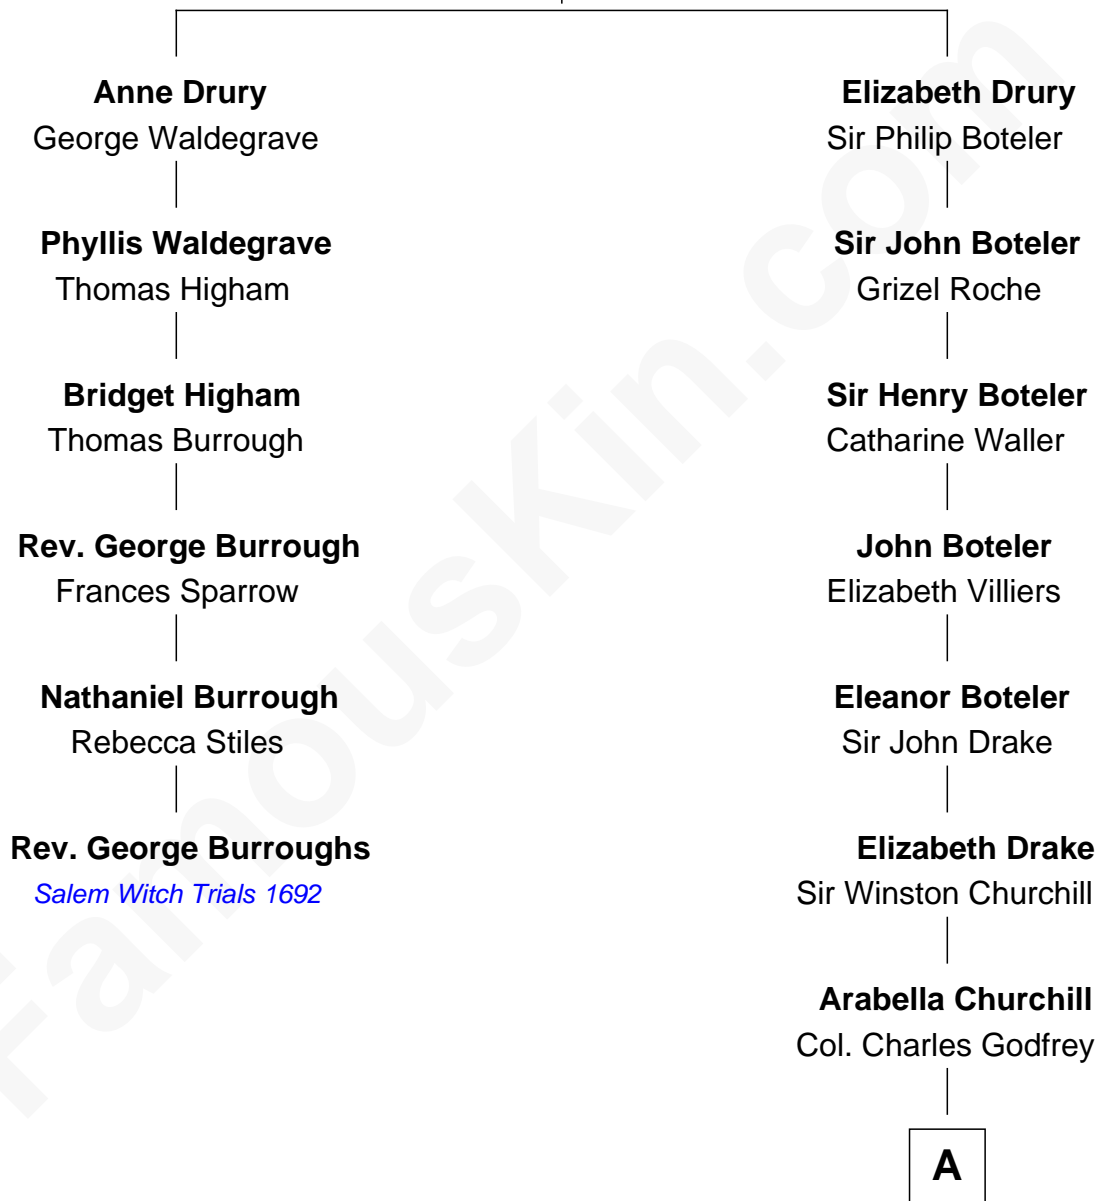 Anne Drury
George Waldegrave
Phyllis Waldegrave
Thomas Higham
Bridget Higham
Thomas Burrough
Rev. George Burrough
Frances Sparrow
Nathaniel Burrough
Rebecca Stiles
Rev. George Burroughs
Salem Witch Trials 1692
Elizabeth Drury
Sir Philip Boteler
Sir John Boteler
Grizel Roche
Sir Henry Boteler
Catharine Waller
John Boteler
Elizabeth Villiers
Eleanor Boteler
Sir John Drake
Elizabeth Drake
Sir Winston Churchill
Arabella Churchill
Col. Charles Godfrey
A
FamousKin.com